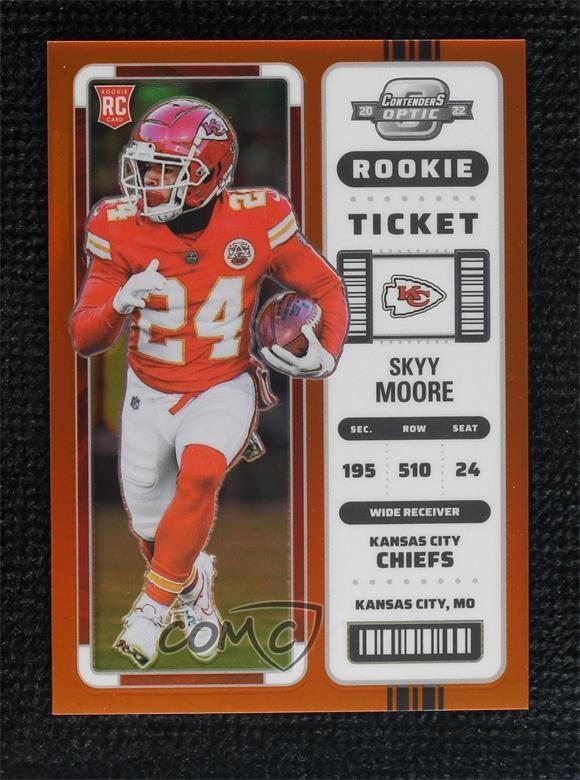 ROOKIE
RC
CARD
CONTENDERS
20 OPTIC 22
ROOKIE
TICKET
KC
SKYY
MOORE
SEC. ROW SEAT
195 510 24
WIDE RECEIVER
KANSAS CITY
CHIEFS
KANSAS CITY, MO
KC
24
24
COMC